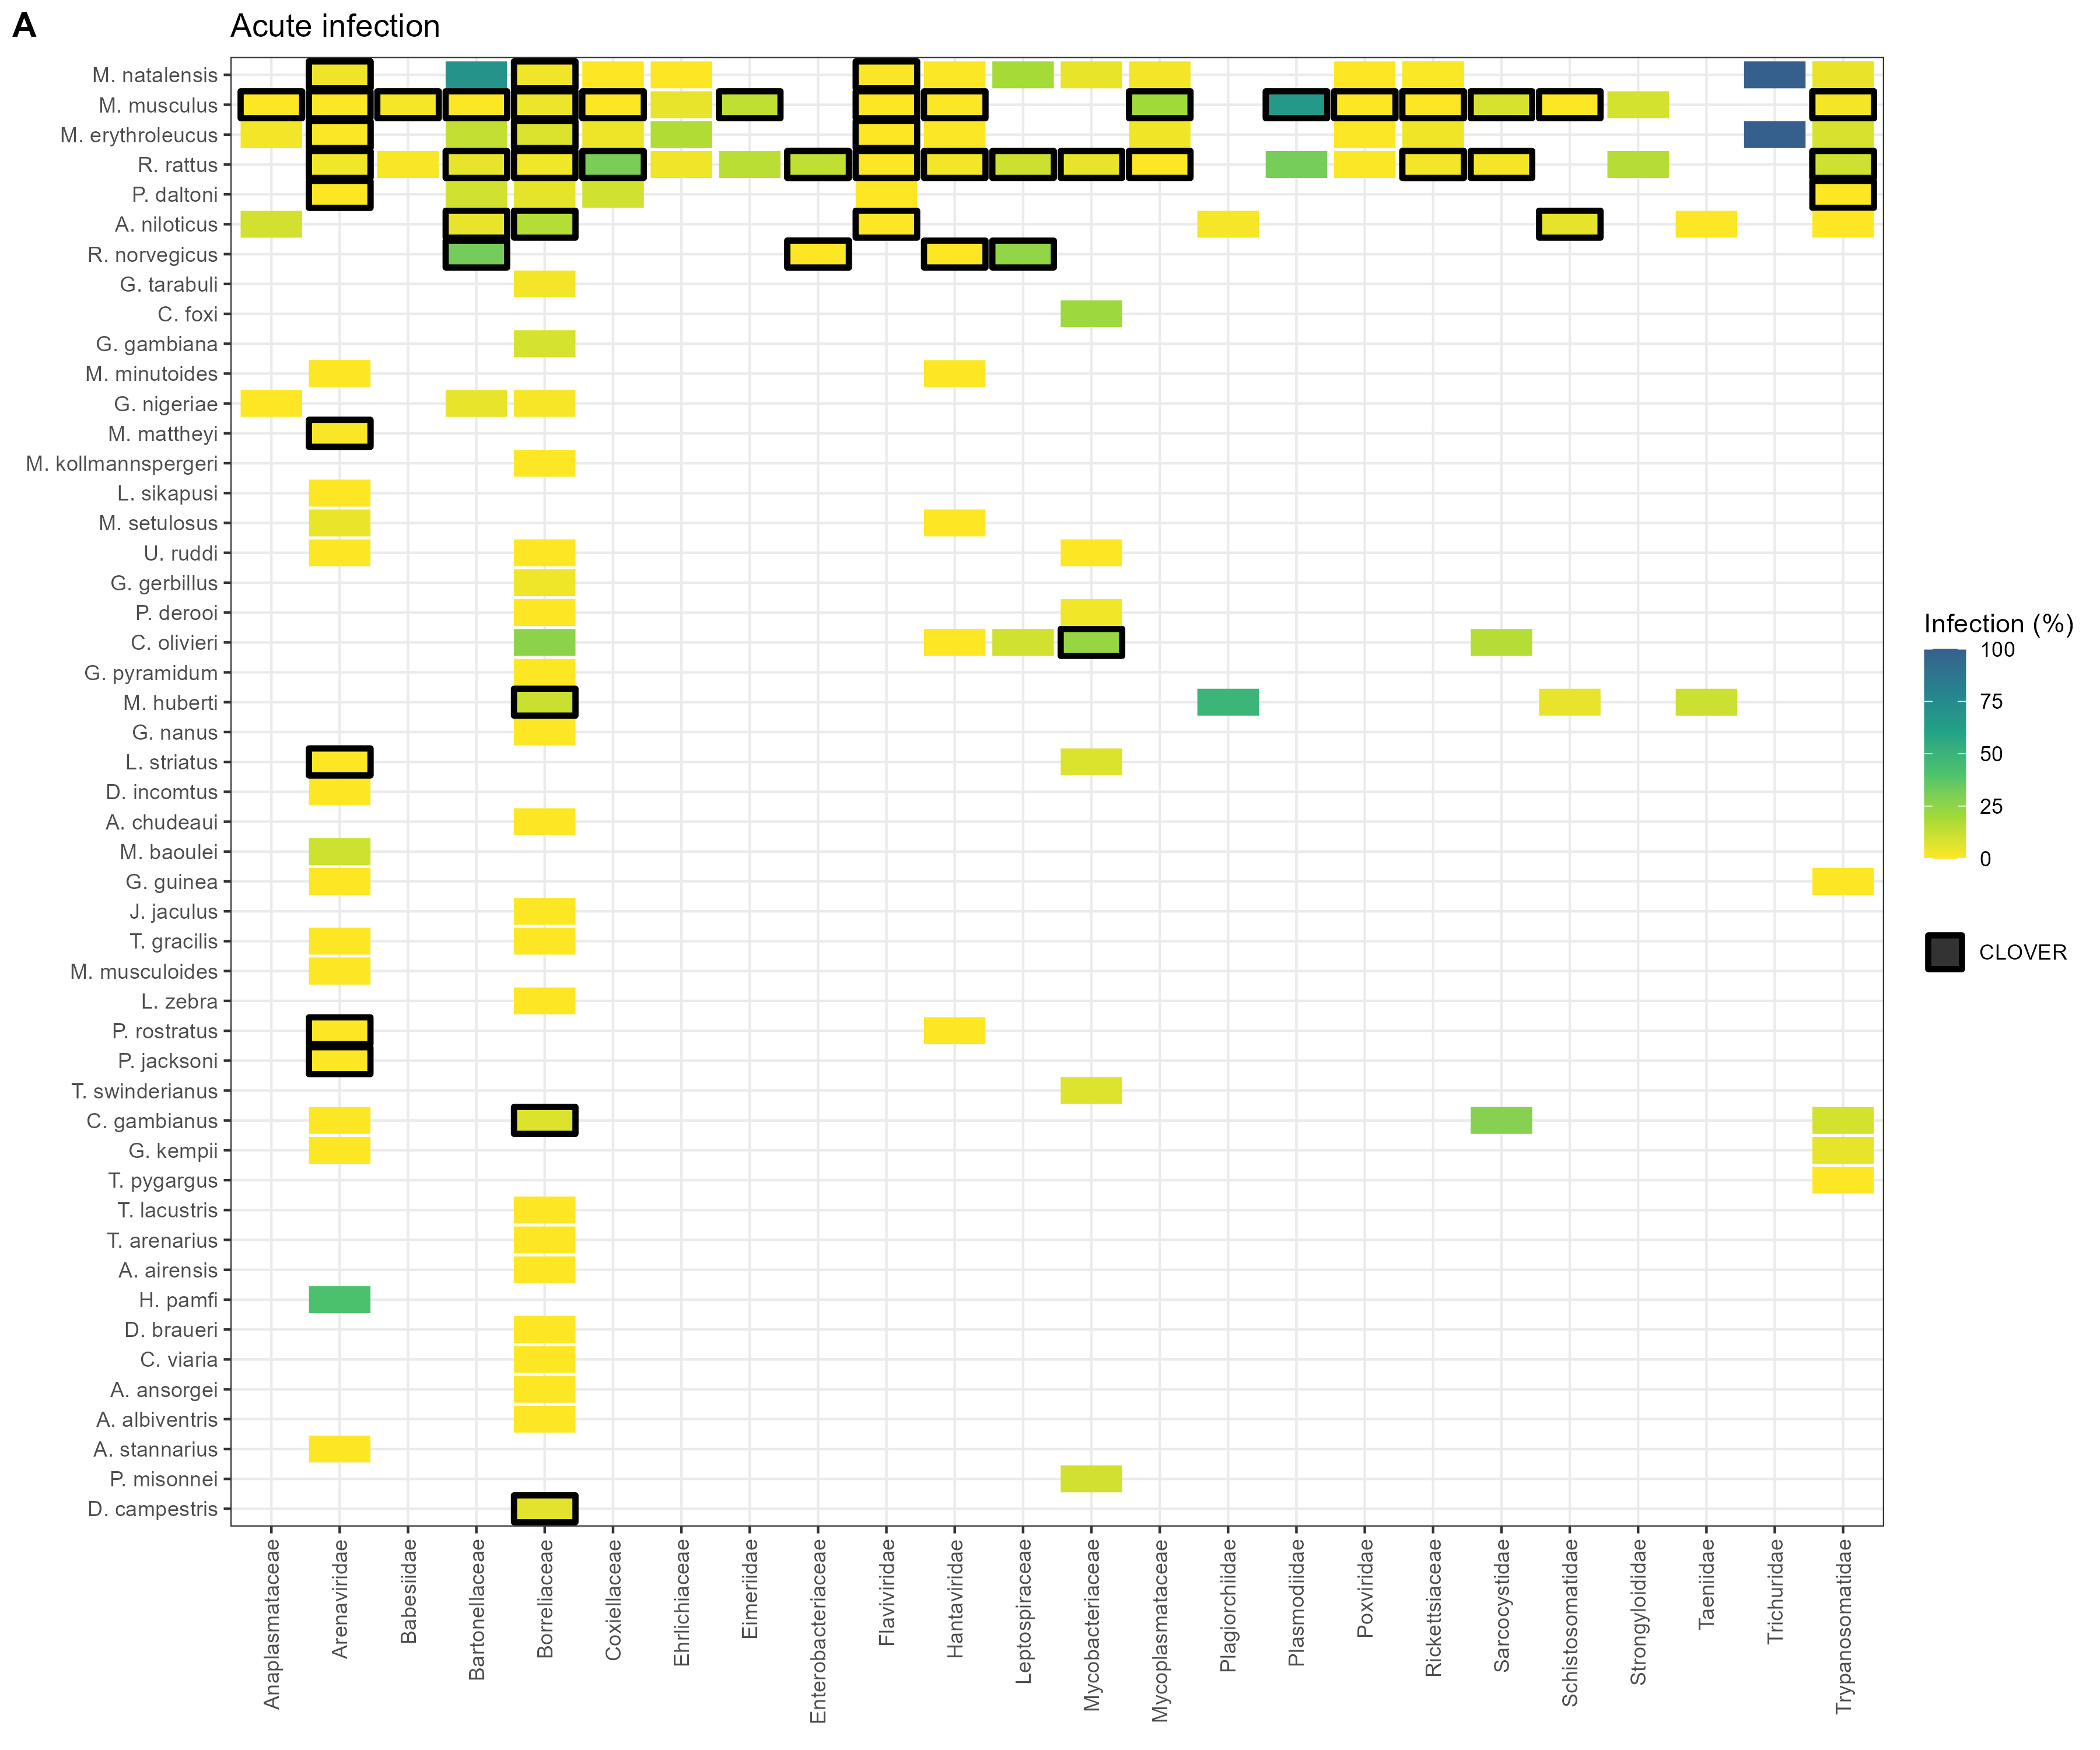 A
Acute infection
M. natalensis
M. musculus
M. erythroleucus
R. rattus
P. daltoni
A. niloticus
R. norvegicus
G. tarabuli
C. foxi
G. gambiana
M. minutoides
G. nigeriae
M. mattheyi
M. kollmannspergeri
L. sikapusi
M. setulosus
U. ruddi
G. gerbillus
P. derooi
C. olivieri
G. pyramidum
M. huberti
G. nanus
L. striatus
D. incomtus
A. chudeaui
M. baoulei
G. guinea
J. jaculus
T. gracilis
M. musculoides
L. zebra
P. rostratus
P. jacksoni
T. swinderianus
C. gambianus
G. kempii
T. pygargus
T. lacustris
T. arenarius
A. airensis
H. pamfi
D. braueri
C. viaria
A. ansorgei
A. albiventris
A. stannarius
P. misonnei
D. campestris
Anaplasmataceae
Arenaviridae
Babesiidae
Bartonellaceae
Borreliaceae
Coxiellaceae
Ehrlichiaceae
Eimeriidae
Enterobacteriaceae
Flaviviridae
Hantaviridae
Leptospiraceae
Mycobacteriaceae
Mycoplasmataceae
Plagiorchiidae
Plasmodiidae
Poxviridae
Rickettsiaceae
Sarcocystidae
Schistosomatidae
Strongyloididae
Taeniidae
Trichuridae
Trypanosomatidae
Infection (%)
100
75
50
25
0
CLOVER